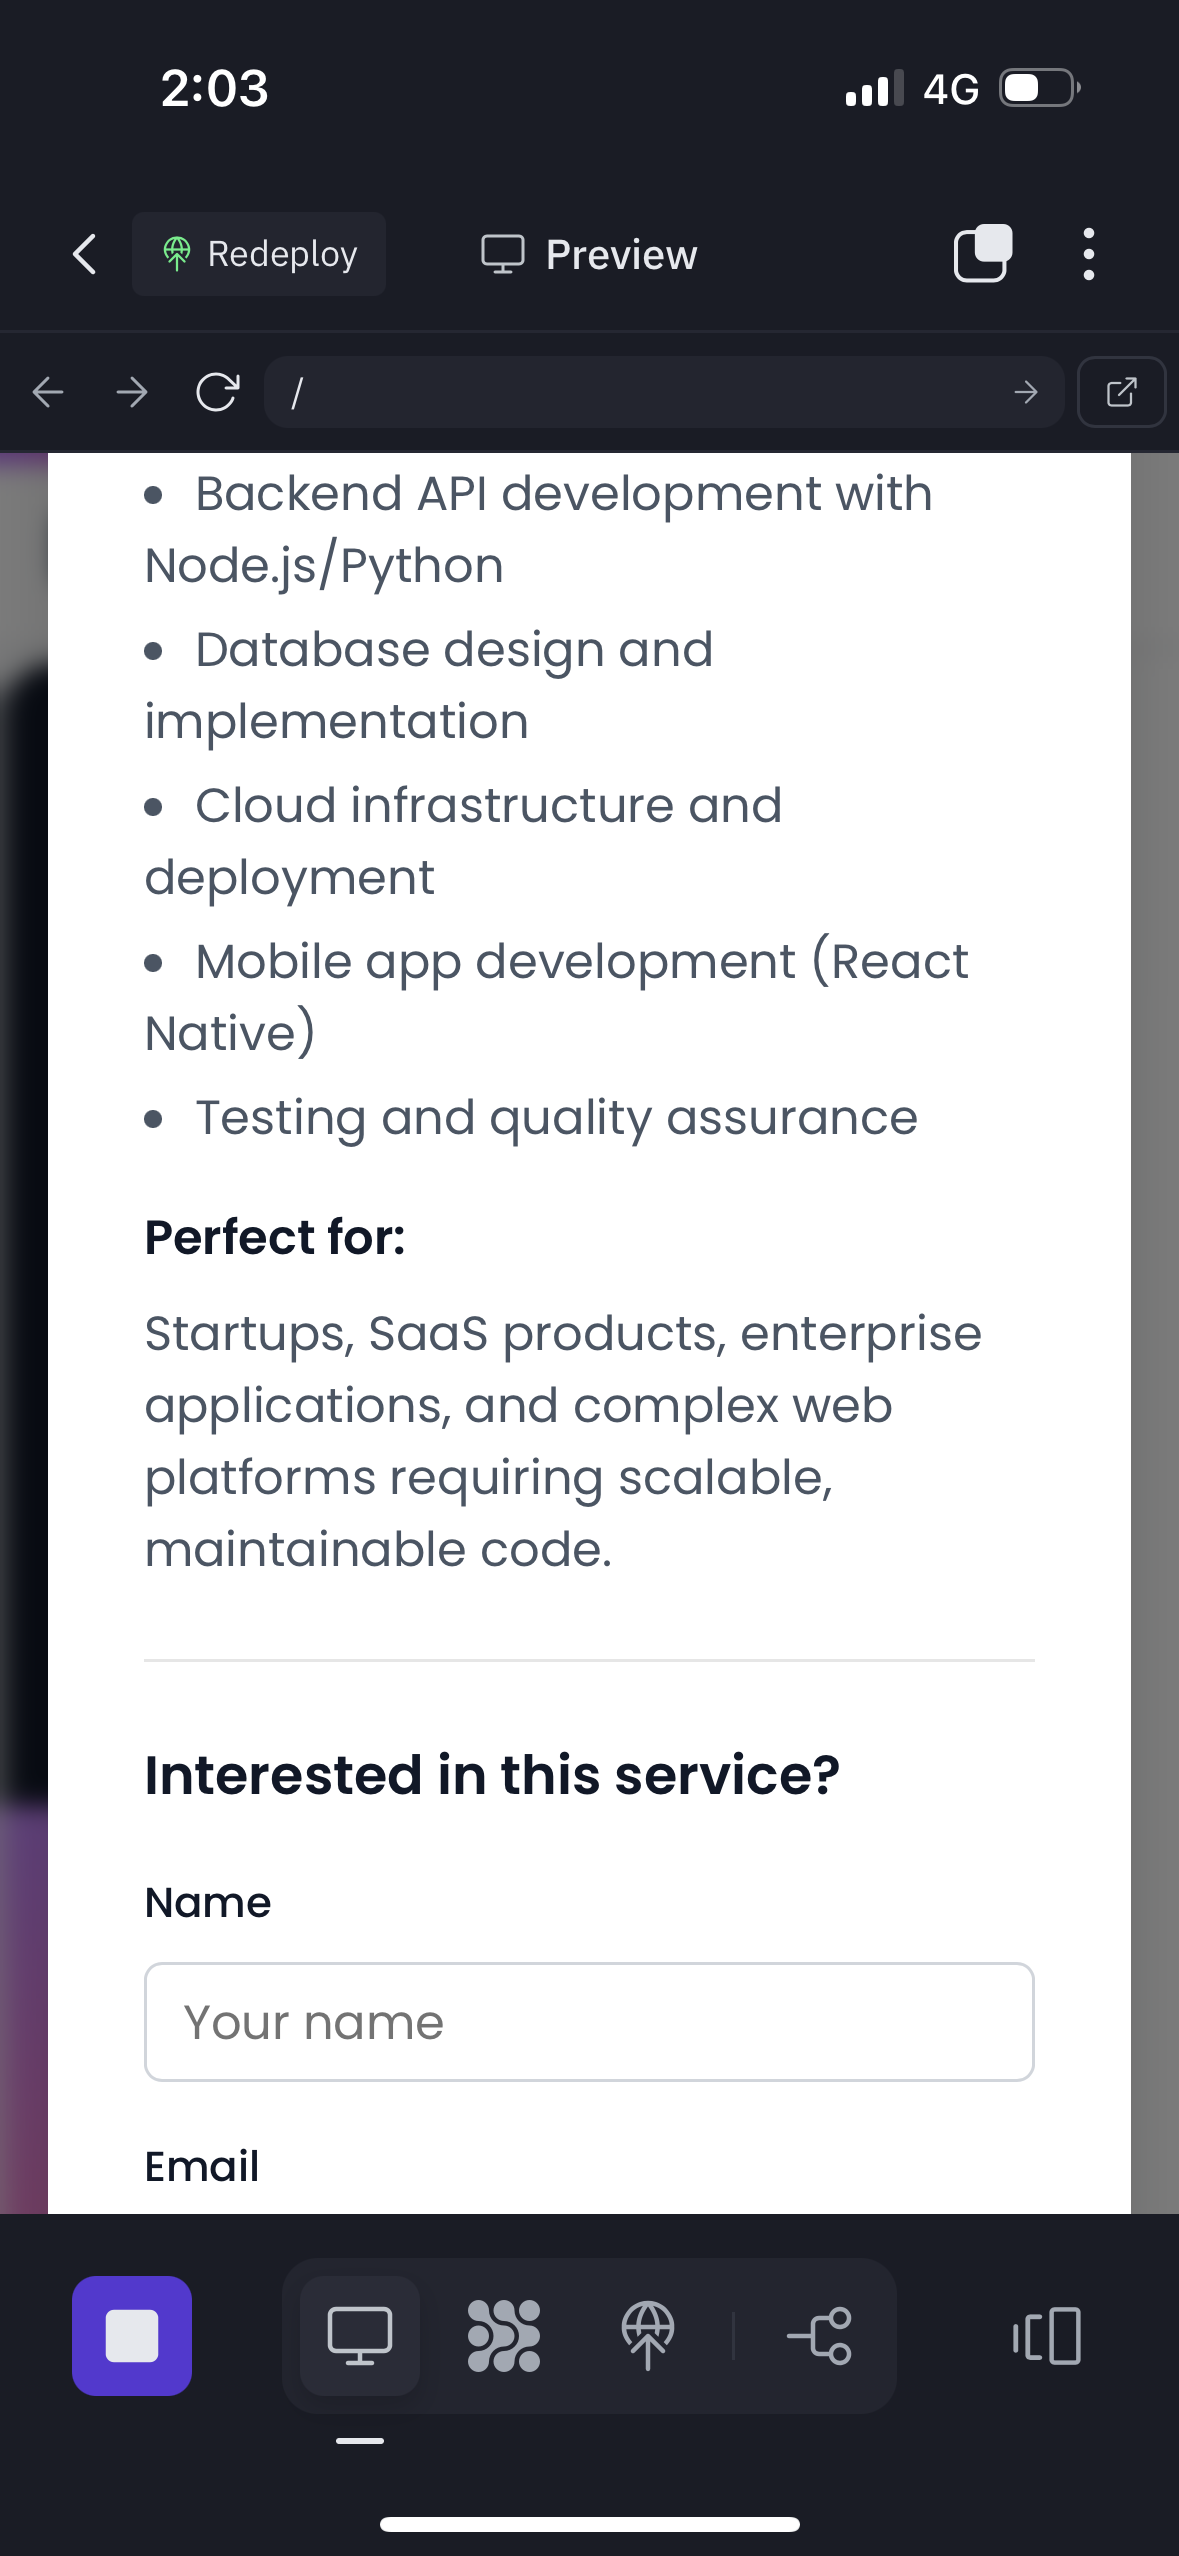 2:03
4G
Redeploy
Preview
/
• Backend API development with
Node.js/Python
• Database design and
implementation
• Cloud infrastructure and
deployment
• Mobile app development (React
Native)
• Testing and quality assurance
Perfect for:
Startups, SaaS products, enterprise
applications, and complex web
platforms requiring scalable,
maintainable code.
Interested in this service?
Name
Your name
Email